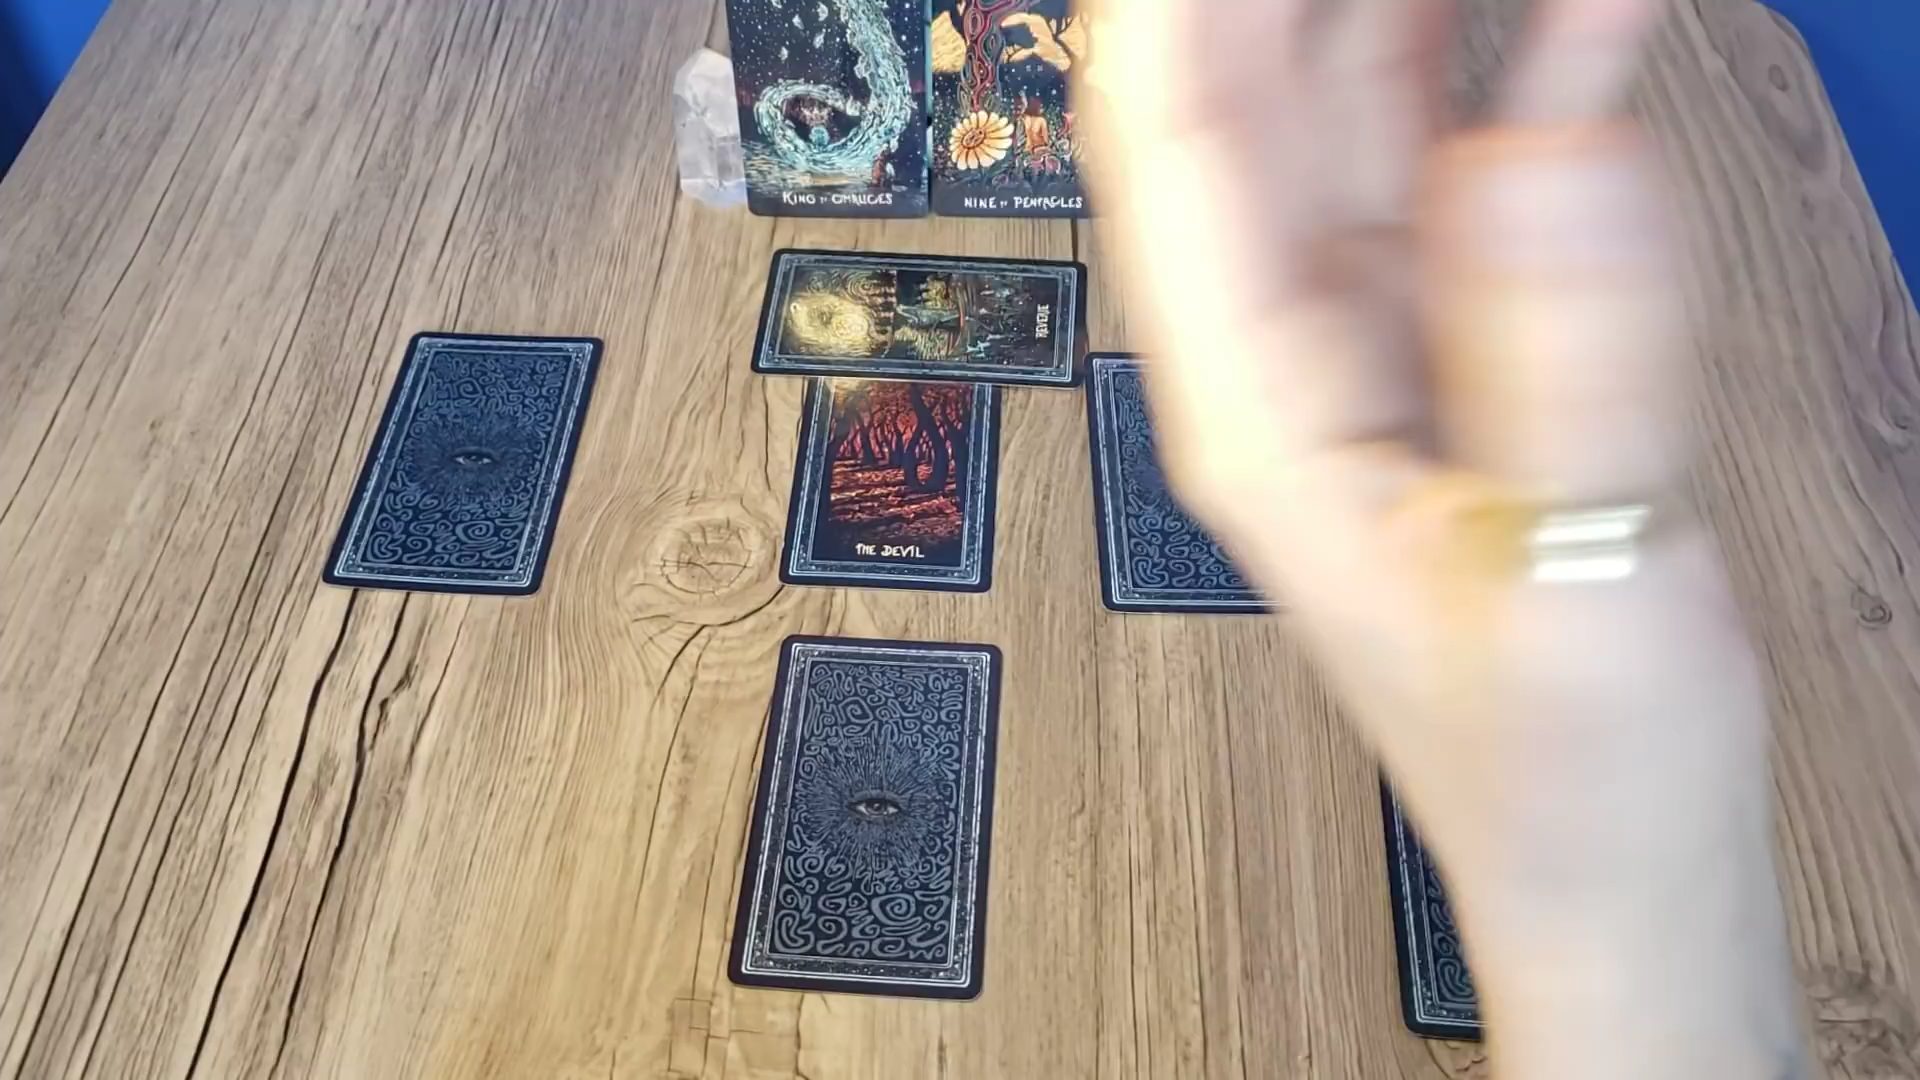 KING OF CHALICES
NINE OF PENTACLES
REVERIE
THE DEVIL